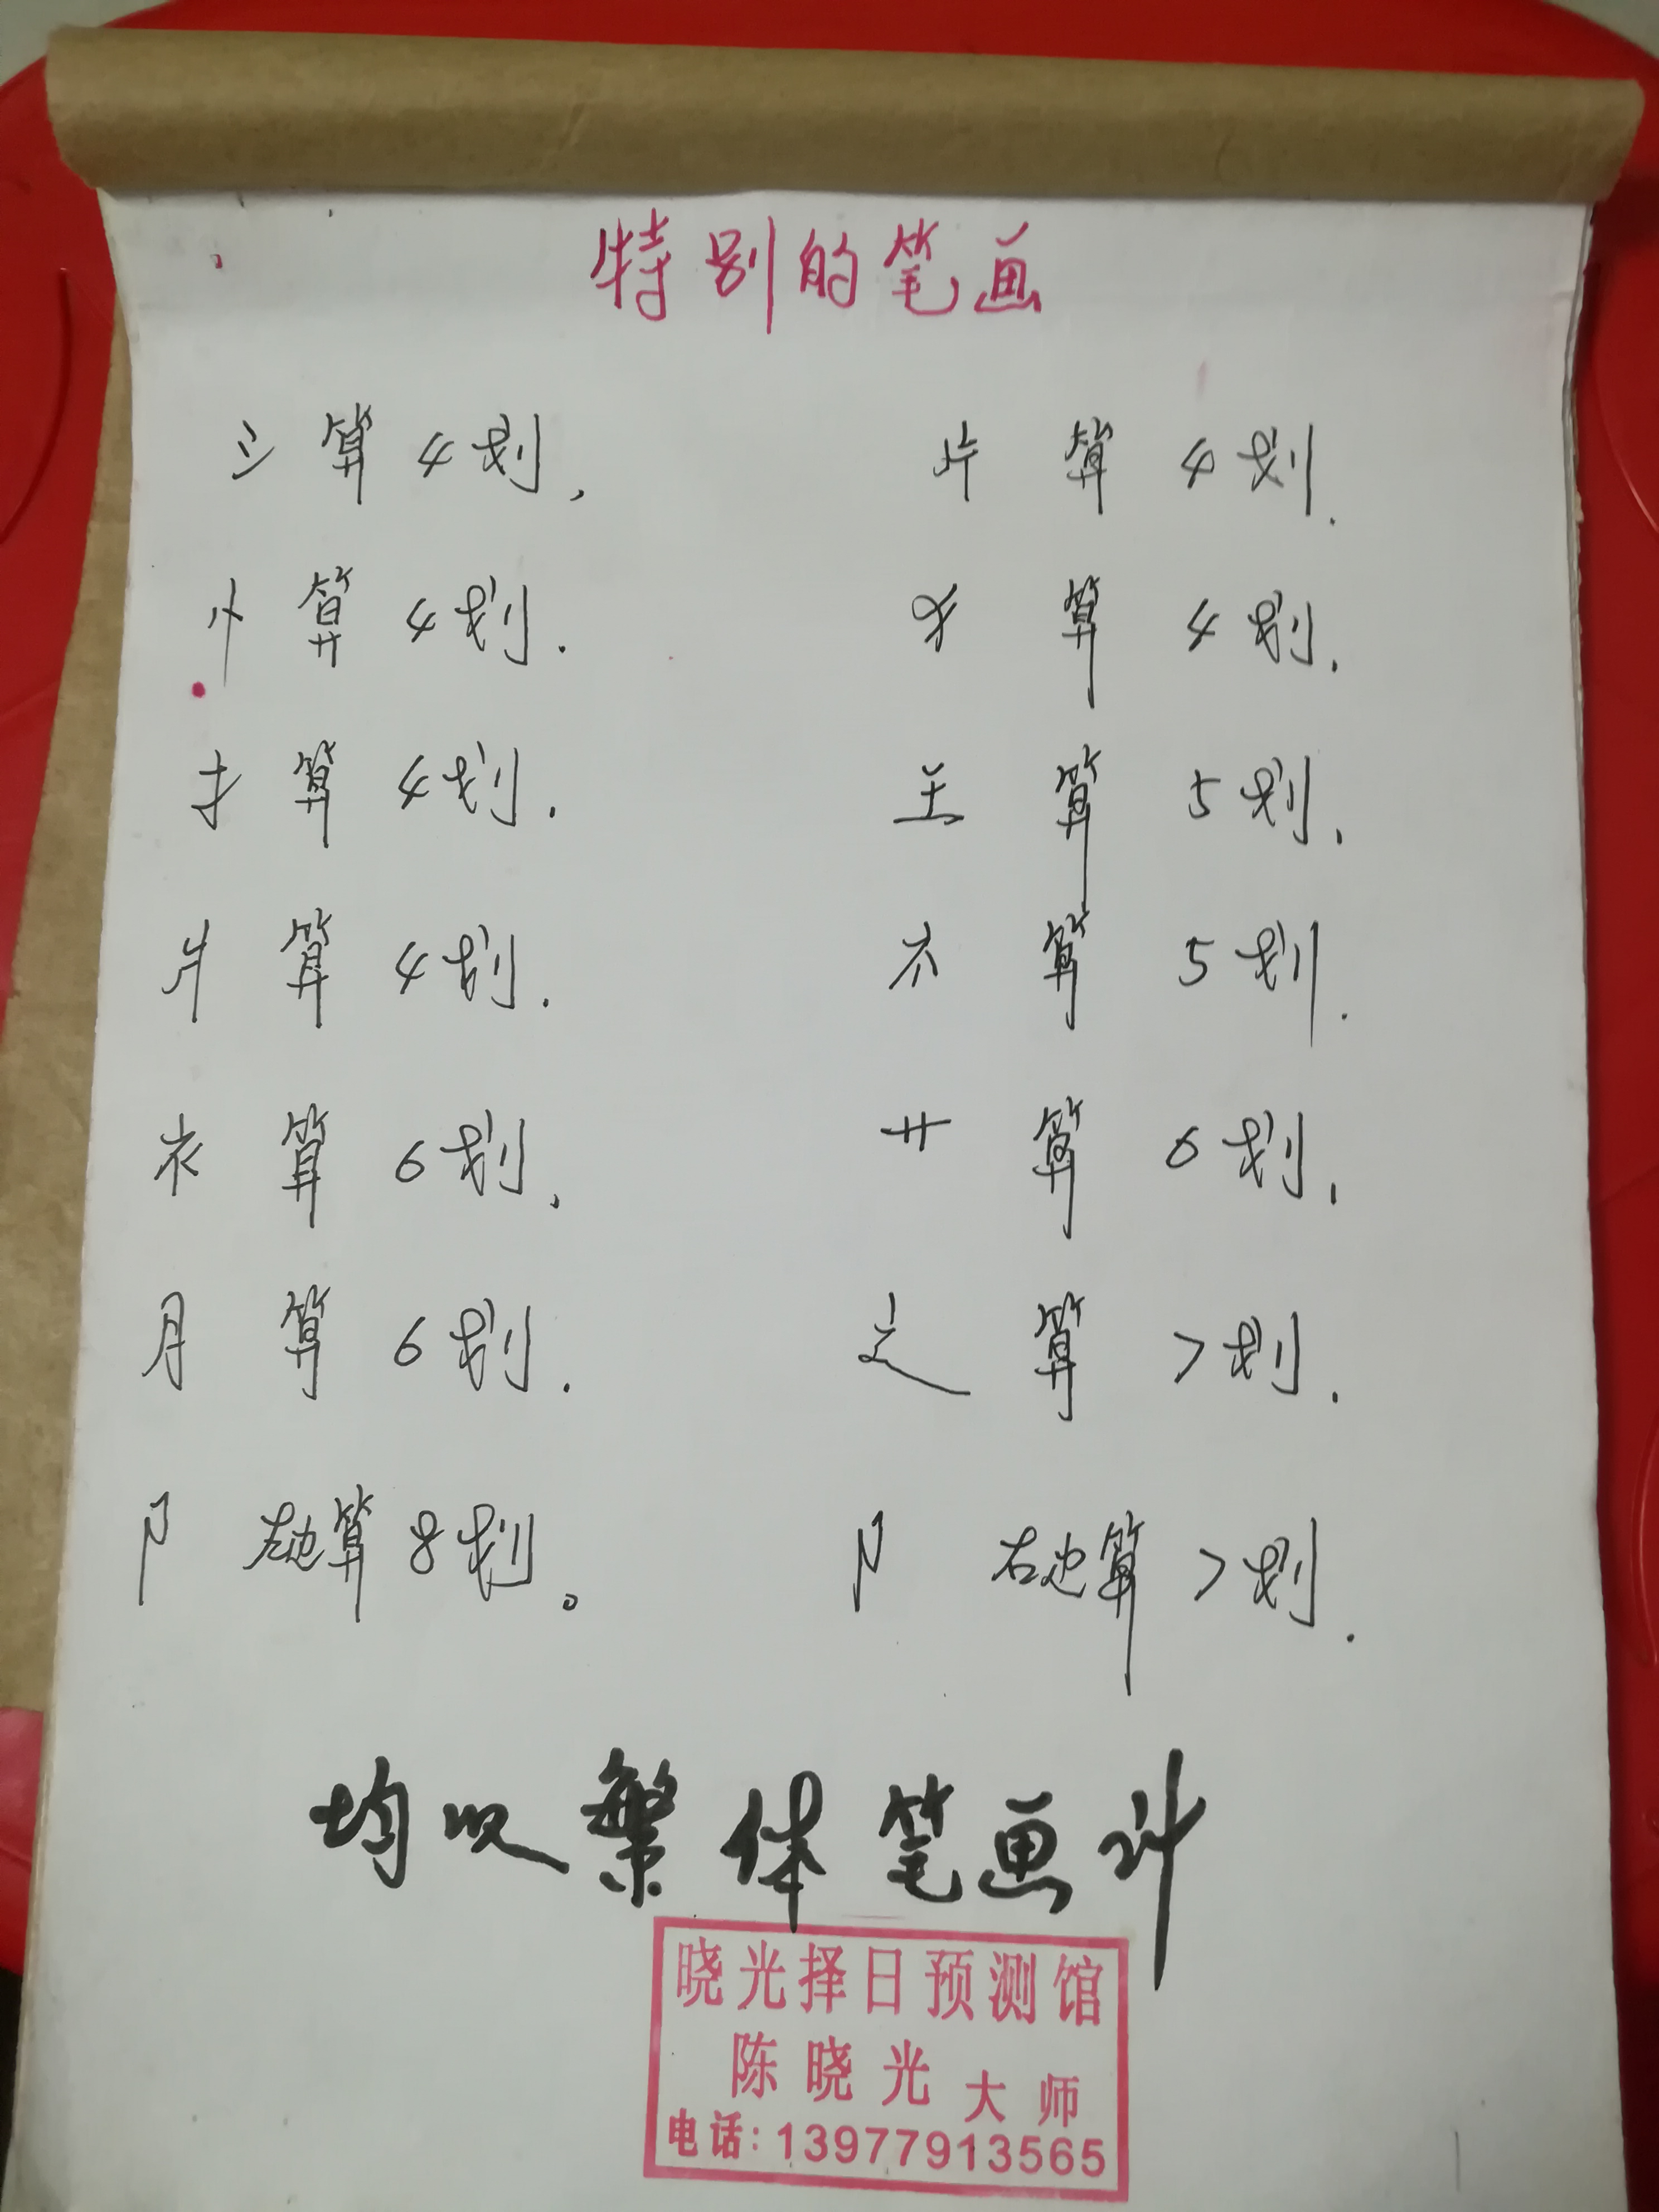 特别的笔画
氵 算 4划, 片 算 4划.
忄 算 4划. 犭 算 4划.
扌 算 4划. 王 算 5划.
爿 算 4划. 礻 算 5划.
衤 算 6划. 艹 算 6划.
月 算 6划. 辶 算 7划.
阝 左边算 8划。 阝 右边算 7划.
均以繁体笔画计
晓光择日预测馆
陈晓光大师
电话:13977913565